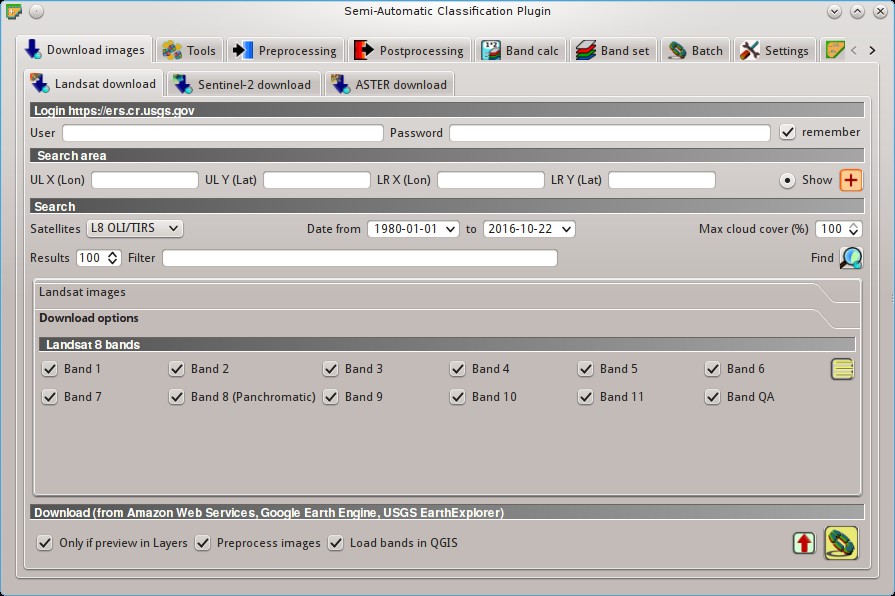 Semi-Automatic Classification Plugin
Download images Tools Preprocessing Postprocessing Band calc Band set Batch Settings
Landsat download Sentinel-2 download ASTER download
Login https://ers.cr.usgs.gov
User Password remember
Search area
UL X (Lon) UL Y (Lat) LR X (Lon) LR Y (Lat) Show
Search
Satellites L8 OLI/TIRS Date from 1980-01-01 to 2016-10-22 Max cloud cover (%) 100
Results 100 Filter Find
Landsat images
Download options
Landsat 8 bands
Band 1 Band 2 Band 3 Band 4 Band 5 Band 6
Band 7 Band 8 (Panchromatic) Band 9 Band 10 Band 11 Band QA
Download (from Amazon Web Services, Google Earth Engine, USGS EarthExplorer)
Only if preview in Layers Preprocess images Load bands in QGIS